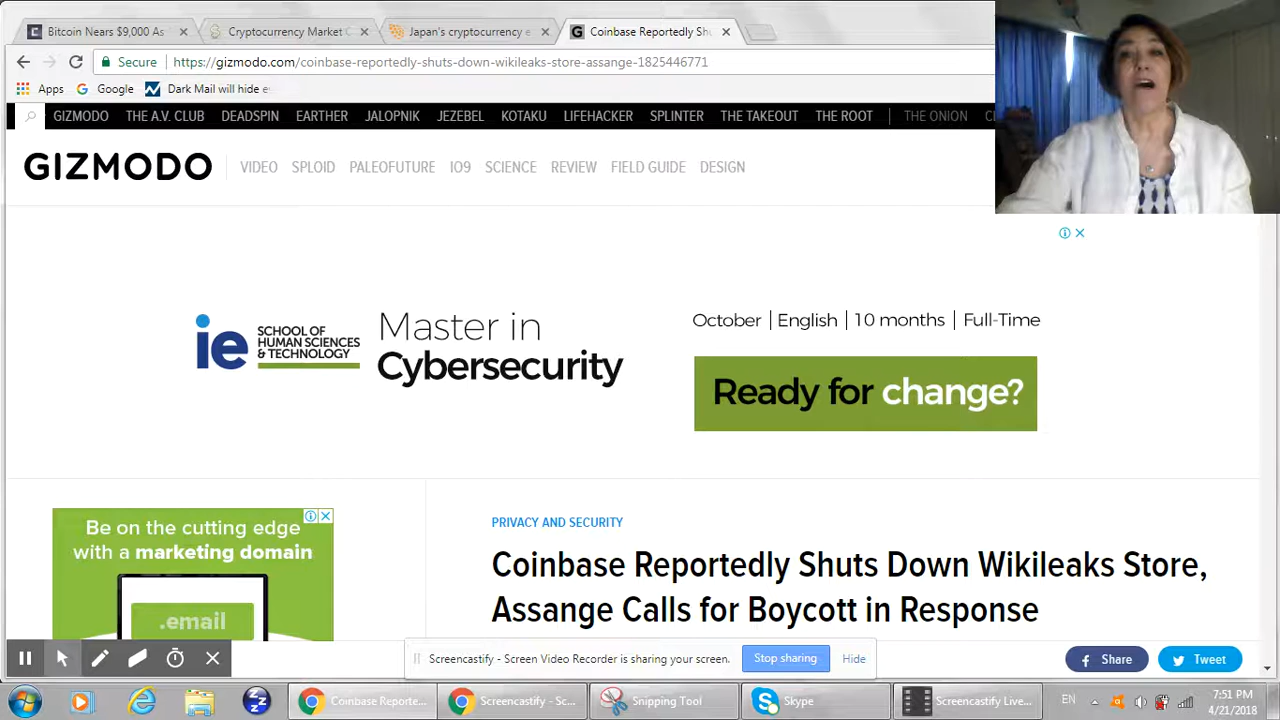 Bitcoin Nears $9,000 As
Cryptocurrency Market C
Japan's cryptocurrency e
G Coinbase Reportedly Shu
Secure https://gizmodo.com/coinbase-reportedly-shuts-down-wikileaks-store-assange-1825446771
Apps Google Dark Mail will hide e
GIZMODO THE A.V. CLUB DEADSPIN EARTHER JALOPNIK JEZEBEL KOTAKU LIFEHACKER SPLINTER THE TAKEOUT THE ROOT THE ONION
GIZMODO VIDEO SPLOID PALEOFUTURE IO9 SCIENCE REVIEW FIELD GUIDE DESIGN
ie SCHOOL OF
HUMAN SCIENCES
& TECHNOLOGY
Master in
Cybersecurity
October | English | 10 months | Full-Time
Ready for change?
Be on the cutting edge
with a marketing domain
.email
PRIVACY AND SECURITY
Coinbase Reportedly Shuts Down Wikileaks Store,
Assange Calls for Boycott in Response
Share Tweet
Screencastify - Screen Video Recorder is sharing your screen. Stop sharing Hide
Coinbase Reporte...
Screencastify - Sc...
Snipping Tool
Skype
Screencastify Live...
EN
7:51 PM
4/21/2018